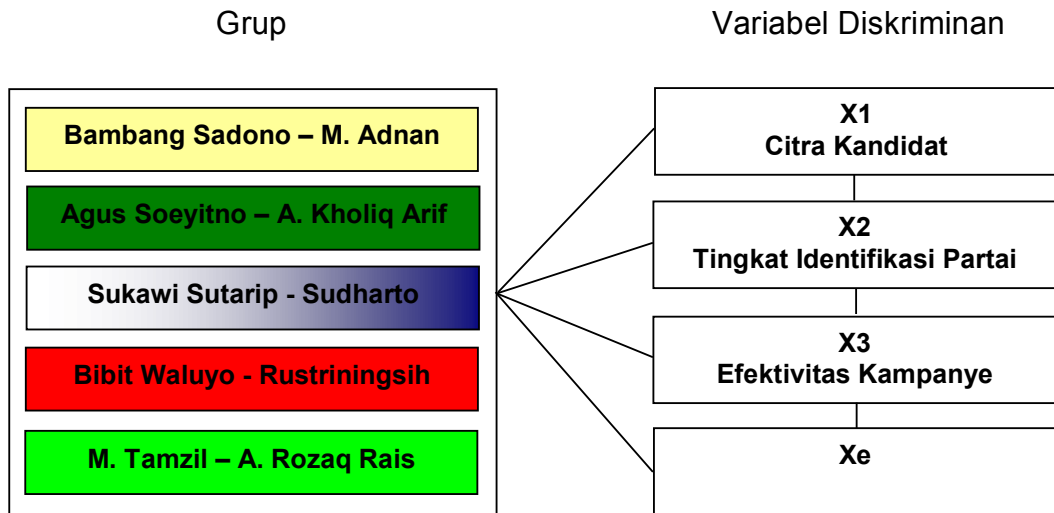 Grup
Variabel Diskriminan
Bambang Sadono – M. Adnan
Agus Soeyitno – A. Kholiq Arif
Sukawi Sutarip - Sudharto
Bibit Waluyo - Rustriningsih
M. Tamzil – A. Rozaq Rais
X1
Citra Kandidat
X2
Tingkat Identifikasi Partai
X3
Efektivitas Kampanye
Xe